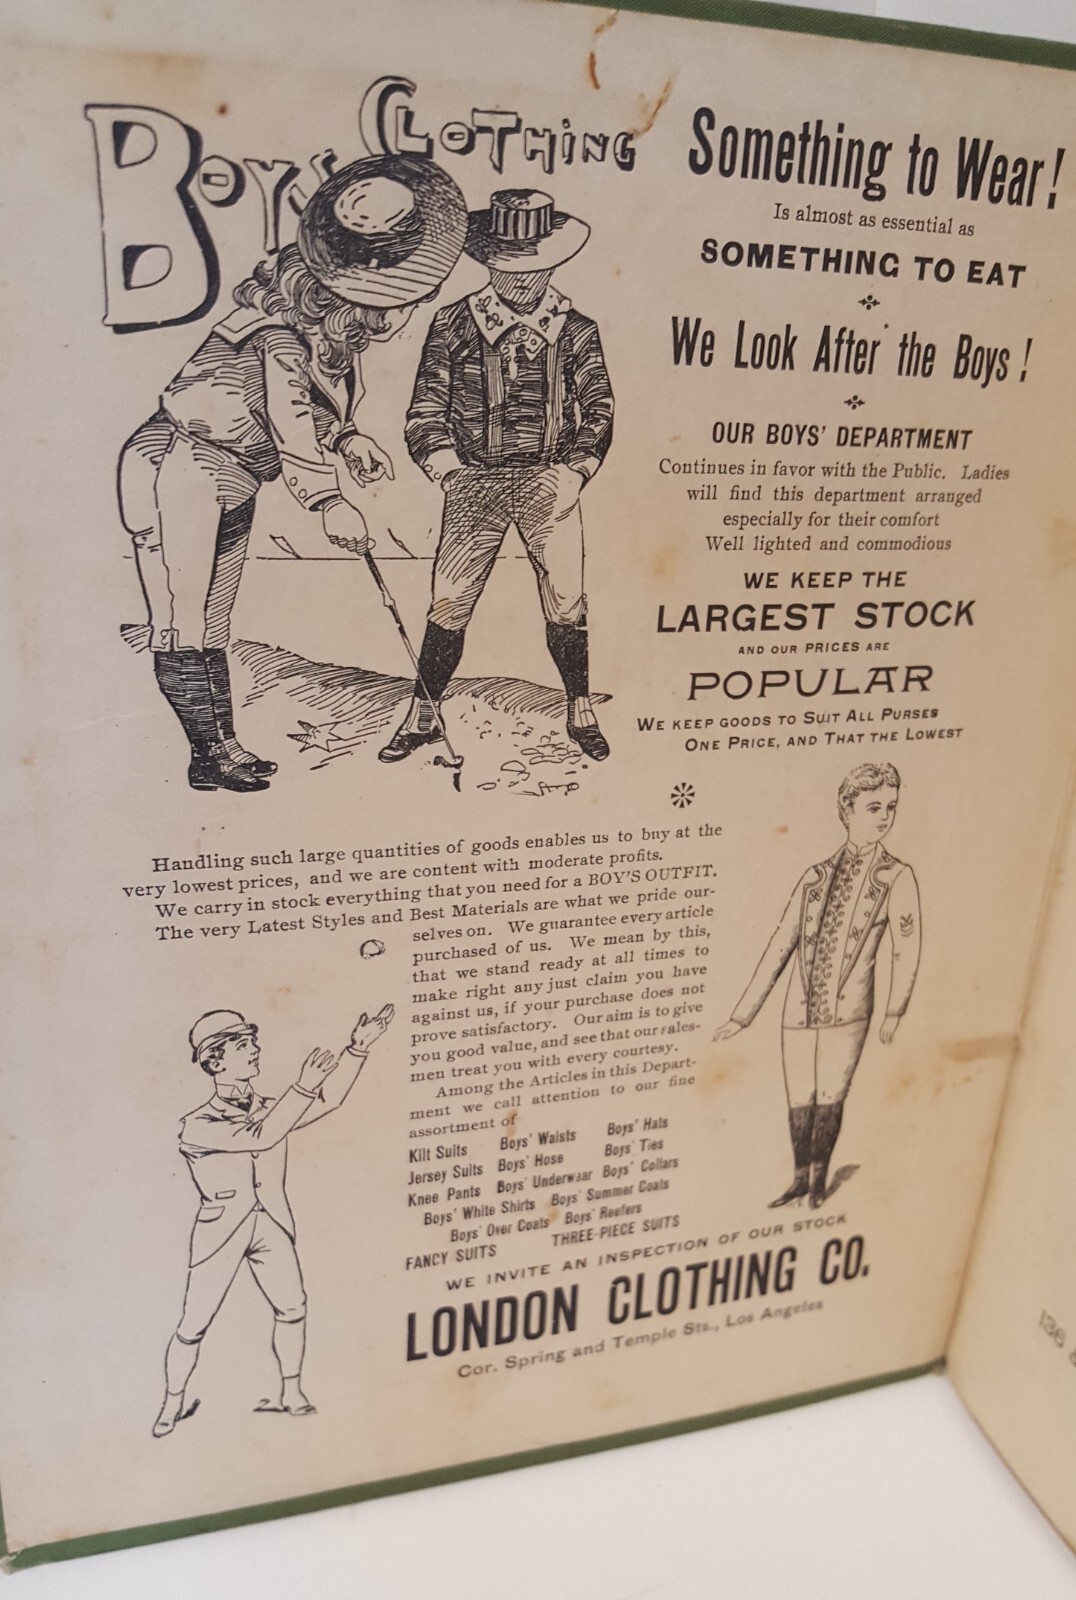 BOYS CLOTHING
Something to Wear!
Is almost as essential as
SOMETHING TO EAT
We Look After the Boys!
OUR BOYS' DEPARTMENT
Continues in favor with the Public. Ladies
will find this department arranged
especially for their comfort
Well lighted and commodious
WE KEEP THE
LARGEST STOCK
AND OUR PRICES ARE
POPULAR
WE KEEP GOODS TO SUIT ALL PURSES
ONE PRICE, AND THAT THE LOWEST
Handling such large quantities of goods enables us to buy at the
very lowest prices, and we are content with moderate profits.
We carry in stock everything that you need for a BOY'S OUTFIT.
The very Latest Styles and Best Materials are what we pride our-
selves on. We guarantee every article
purchased of us. We mean by this,
that we stand ready at all times to
make right any just claim you have
against us, if your purchase does not
prove satisfactory. Our aim is to give
you good value, and see that our sales-
men treat you with every courtesy.
Among the Articles in this Depart-
ment we call attention to our fine
assortment of
Kilt Suits Boys' Waists Boys' Hats
Jersey Suits Boys' Hose Boys' Ties
Knee Pants Boys' Underwear Boys' Collars
Boys' White Shirts Boys' Summer Coats
Boys' Over Coats Boys' Reefers
FANCY SUITS THREE-PIECE SUITS
WE INVITE AN INSPECTION OF OUR STOCK
LONDON CLOTHING CO.
Cor. Spring and Temple Sts., Los Angeles
136